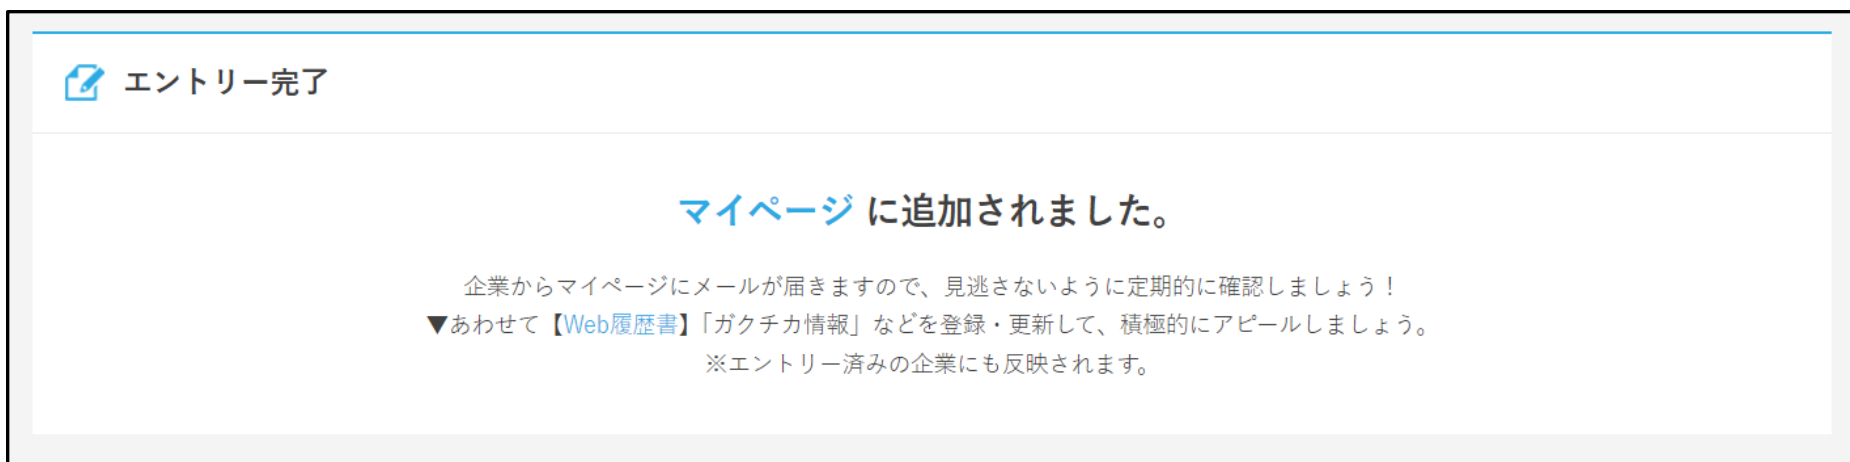 エントリー完了
マイページ に追加されました。
企業からマイページにメールが届きますので、見逃さないように定期的に確認しましょう！
▼あわせて【Web履歴書】「ガクチカ情報」などを登録・更新して、積極的にアピールしましょう。
※エントリー済みの企業にも反映されます。